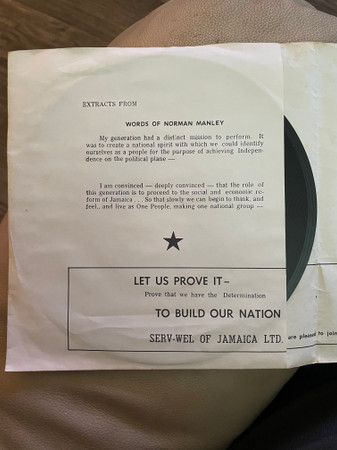 EXTRACTS FROM
WORDS OF NORMAN MANLEY
My generation had a distinct mission to perform. It
was to create a national spirit with which we could identify
ourselves as a people for the purpose of achieving Indepen-
dence on the political plane —
I am convinced — deeply convinced — that the role of
this generation is to proceed to the social and economic re-
form of Jamaica . . . So that slowly we can begin to think, and
feel, and live as One People, making one national group —
LET US PROVE IT—
Prove that we have the Determination
TO BUILD OUR NATION
SERV-WEL OF JAMAICA LTD.
are pleased to join